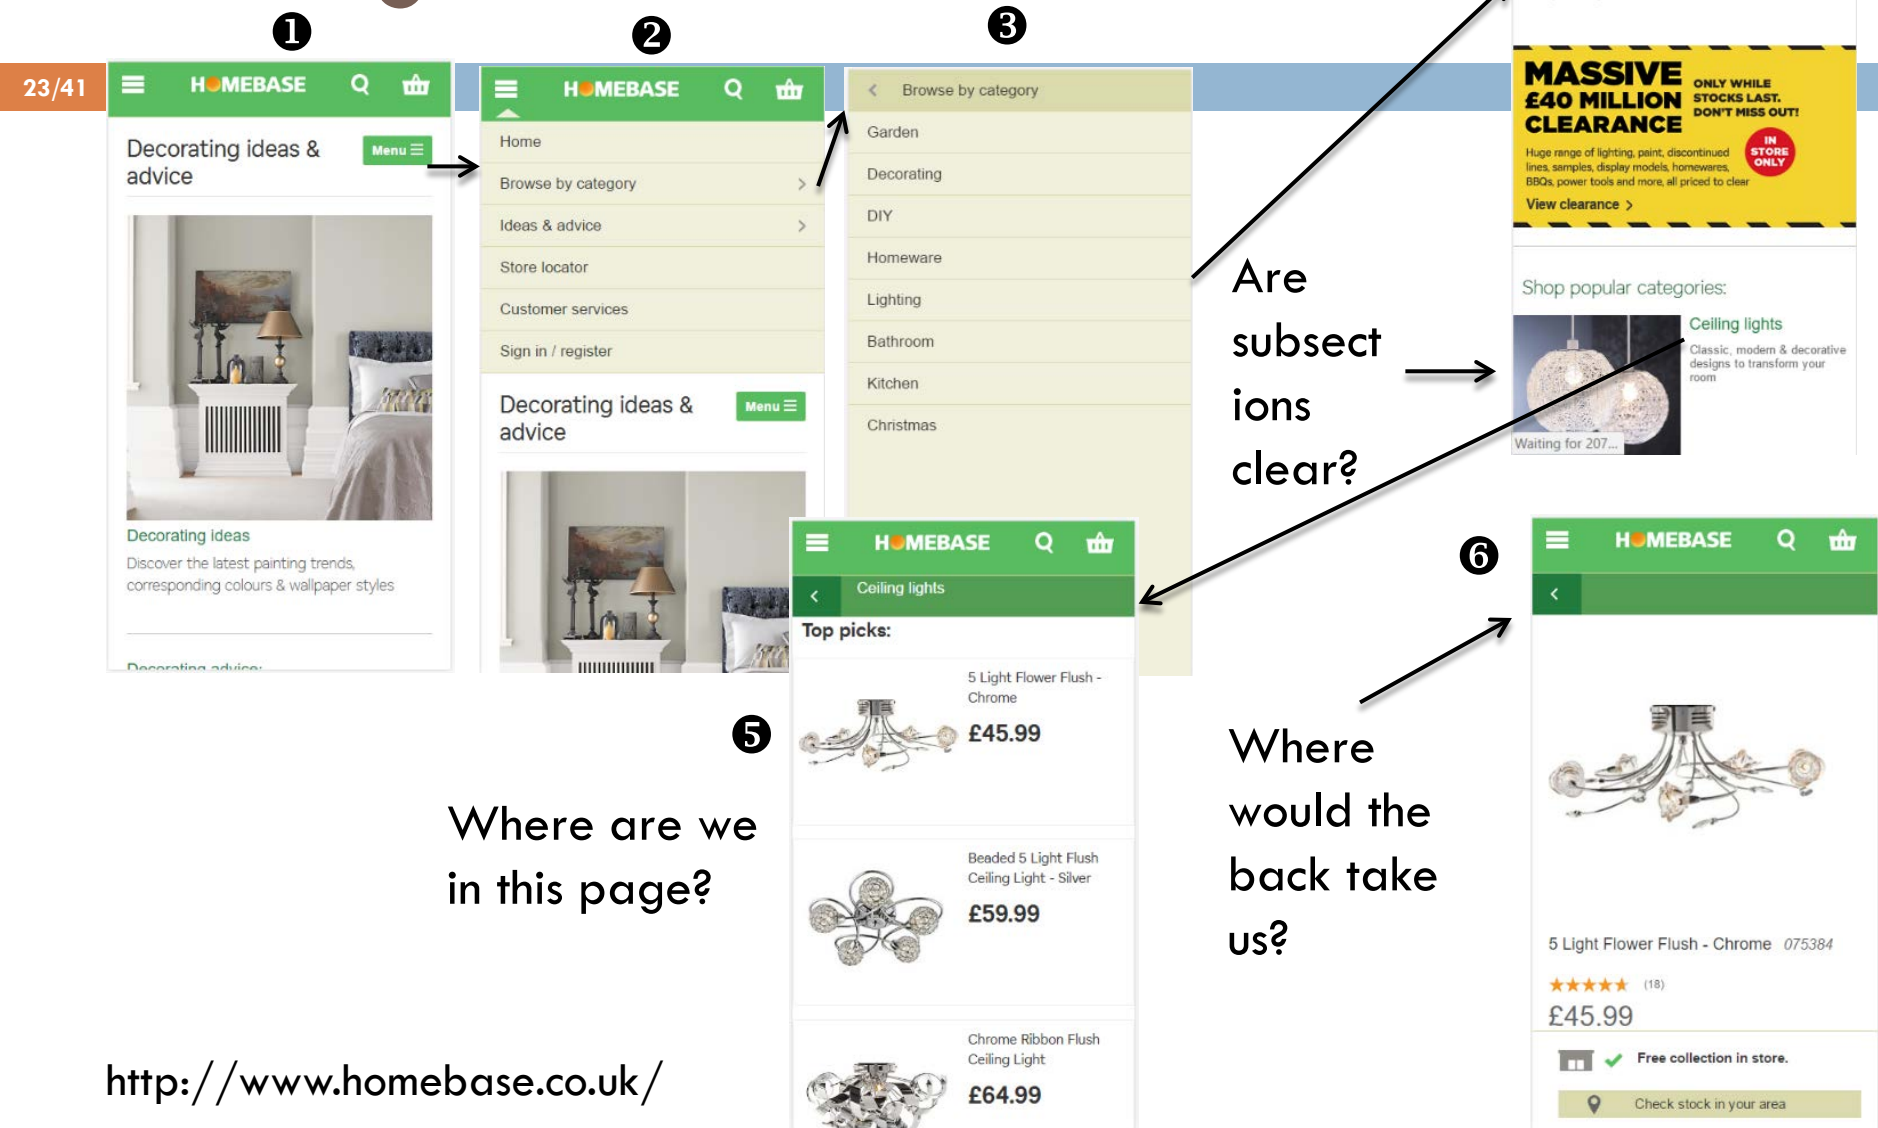 ❶
❷
❸
23/41
HOMEBASE
Decorating ideas &
advice
Menu
Decorating ideas
Discover the latest painting trends,
corresponding colours & wallpaper styles
Decorating advice:
HOMEBASE
Home
Browse by category
Ideas & advice
Store locator
Customer services
Sign in / register
Decorating ideas &
advice
Menu
Browse by category
Garden
Decorating
DIY
Homeware
Lighting
Bathroom
Kitchen
Christmas
Are
subsect
ions
clear?
MASSIVE
£40 MILLION
CLEARANCE
ONLY WHILE
STOCKS LAST.
DON'T MISS OUT!
IN
STORE
ONLY
Huge range of lighting, paint, discontinued
lines, samples, display models, homewares,
BBQs, power tools and more, all priced to clear
View clearance >
Shop popular categories:
Ceiling lights
Classic, modern & decorative
designs to transform your
room
Waiting for 207...
❺
Where are we
in this page?
HOMEBASE
Ceiling lights
Top picks:
5 Light Flower Flush -
Chrome
£45.99
Beaded 5 Light Flush
Ceiling Light - Silver
£59.99
Chrome Ribbon Flush
Ceiling Light
£64.99
Where
would the
back take
us?
❻
HOMEBASE
5 Light Flower Flush - Chrome 075384
(18)
£45.99
Free collection in store.
Check stock in your area
http://www.homebase.co.uk/